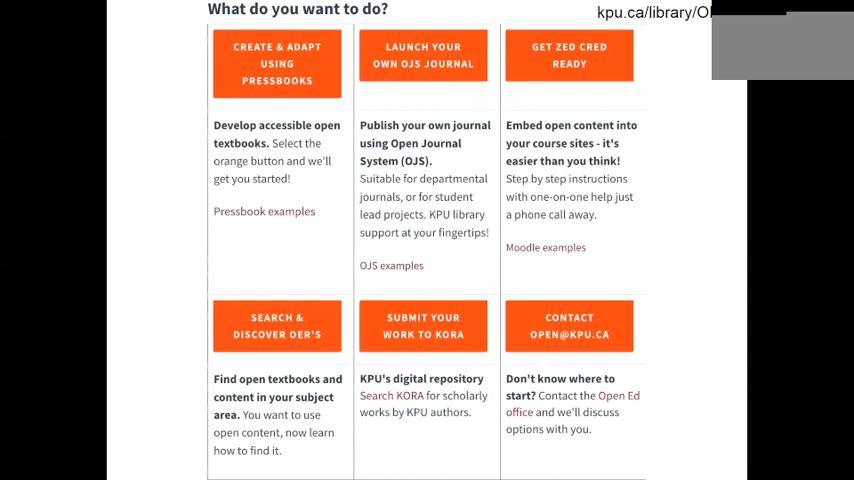 What do you want to do?
kpu.ca/library/
CREATE & ADAPT
USING
PRESSBOOKS
LAUNCH YOUR
OWN OJS JOURNAL
GET ZED CRED
READY
Develop accessible open
textbooks. Select the
orange button and we'll
get you started!
Pressbook examples
Publish your own journal
using Open Journal
System (OJS).
Suitable for departmental
journals, or for student
lead projects. KPU library
support at your fingertips!
OJS examples
Embed open content into
your course sites - it's
easier than you think!
Step by step instructions
with one-on-one help just
a phone call away.
Moodle examples
SEARCH &
DISCOVER OER'S
SUBMIT YOUR
WORK TO KORA
CONTACT
OPEN@KPU.CA
Find open textbooks and
content in your subject
area. You want to use
open content, now learn
how to find it.
KPU's digital repository
Search KORA for scholarly
works by KPU authors.
Don't know where to
start? Contact the Open Ed
office and we'll discuss
options with you.